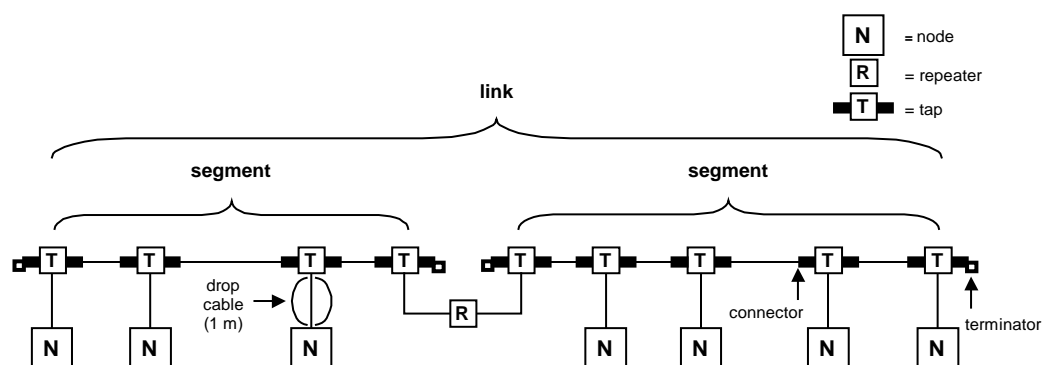 N = node
R = repeater
T = tap
link
segment segment
T T T T T T T T T
drop
cable
(1 m)
R
connector
terminator
N N N N N N N